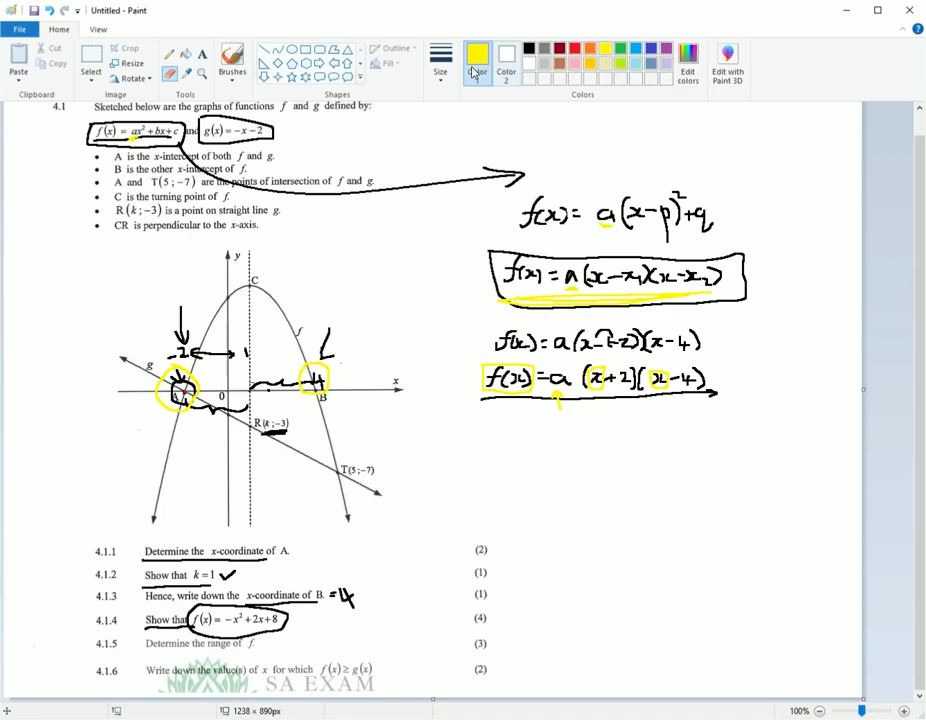 Untitled - Paint
File Home View
Paste
Cut
Copy
Clipboard
Select
Crop
Resize
Rotate
Image
Tools
Brushes
Shapes
Outline
Fill
Size
Color 1
Color 2
Colors
Edit colors
Edit with Paint 3D
4.1 Sketched below are the graphs of functions f and g defined by:
f(x) = ax²+bx+c and g(x)=-x-2
• A is the x-intercept of both f and g.
• B is the other x-intercept of f.
• A and T(5;-7) are the points of intersection of f and g.
• C is the turning point of f.
• R(k;-3) is a point on straight line g.
• CR is perpendicular to the x-axis.
f(x) = a(x-p)²+q
f(x) = a(x-x₁)(x-x₂)
f(x) = a(x--2)(x-4)
f(x) = a (x+2)(x-4)
y
C
f
-2
1
g
4
x
A
0
B
R(k;-3)
T(5;-7)
4.1.1 Determine the x-coordinate of A. (2)
4.1.2 Show that k=1 (1)
4.1.3 Hence, write down the x-coordinate of B. =4 (1)
4.1.4 Show that f(x)=-x²+2x+8 (4)
4.1.5 Determine the range of f. (3)
4.1.6 Write down the value(s) of x for which f(x)≥g(x) (2)
SA EXAM
1238 × 890px
100%